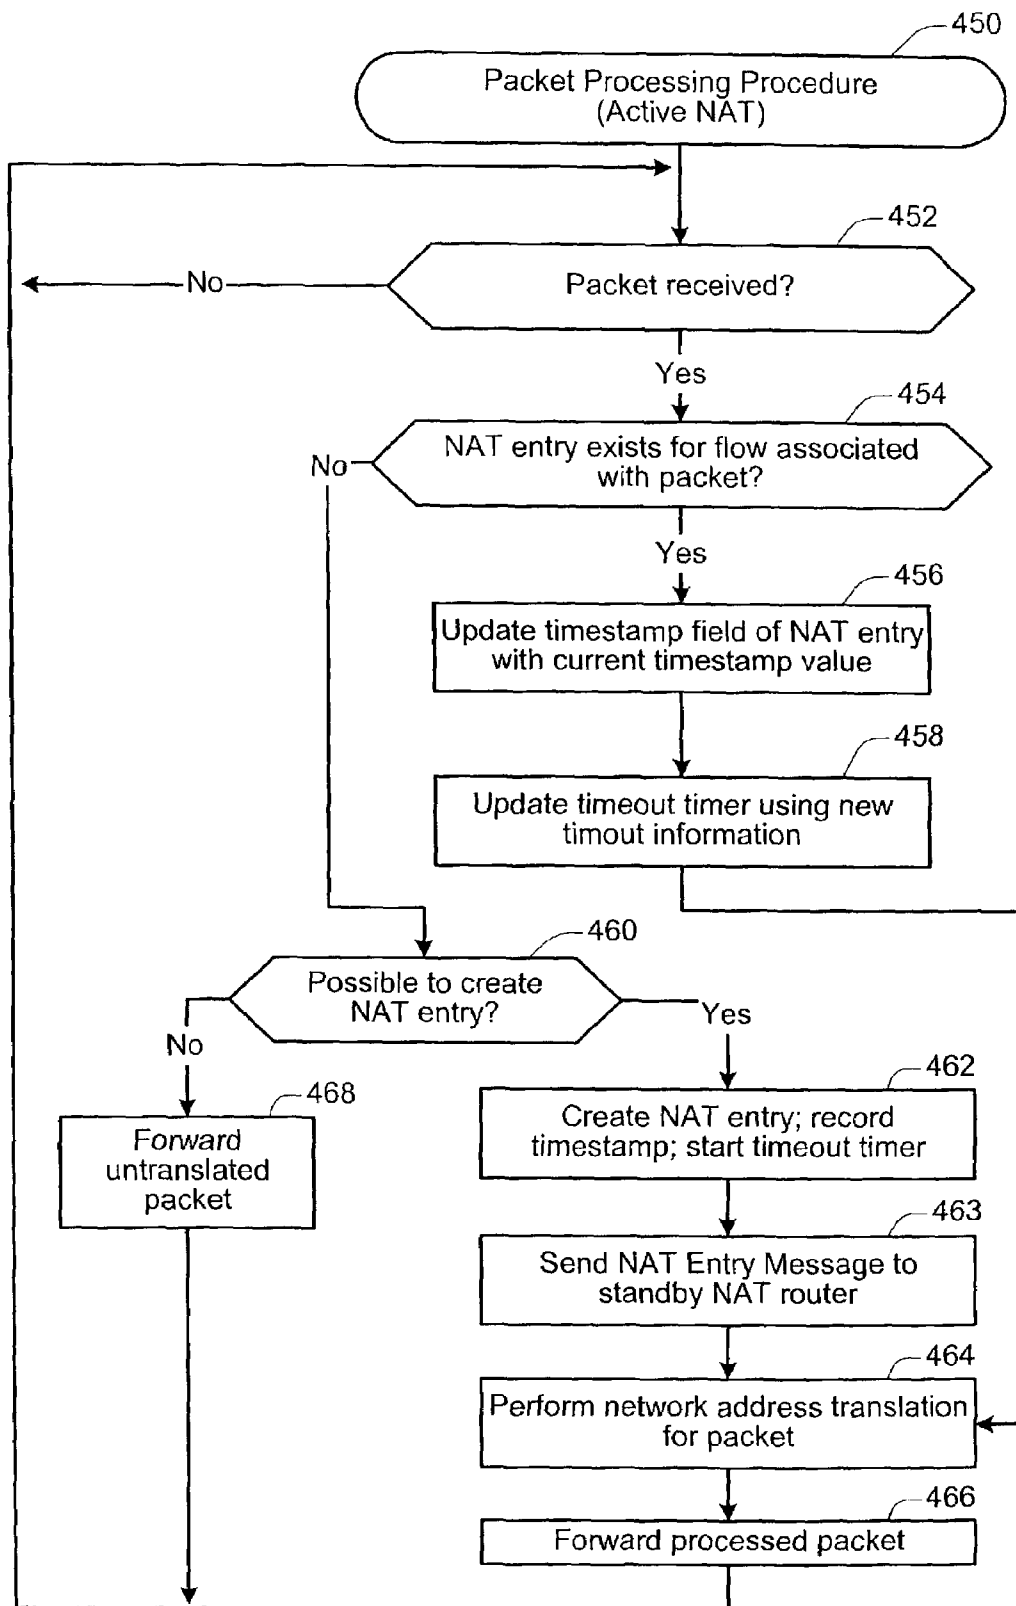 450
Packet Processing Procedure
(Active NAT)
452
Packet received?
No
Yes
454
NAT entry exists for flow associated
with packet?
No
Yes
456
Update timestamp field of NAT entry
with current timestamp value
458
Update timeout timer using new
timout information
460
Possible to create
NAT entry?
No
Yes
468
Forward
untranslated
packet
462
Create NAT entry; record
timestamp; start timeout timer
463
Send NAT Entry Message to
standby NAT router
464
Perform network address translation
for packet
466
Forward processed packet